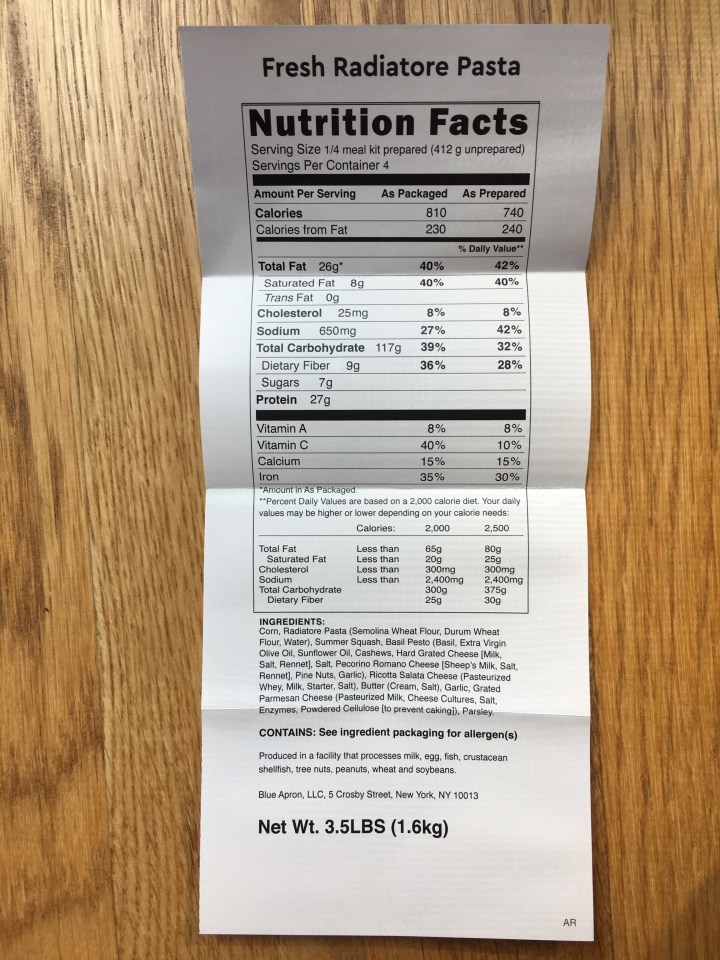 Fresh Radiatore Pasta
Nutrition Facts
Serving Size 1/4 meal kit prepared (412 g unprepared)
Servings Per Container 4
Amount Per Serving As Packaged As Prepared
Calories 810 740
Calories from Fat 230 240
% Daily Value**
Total Fat 26g* 40% 42%
Saturated Fat 8g 40% 40%
Trans Fat 0g
Cholesterol 25mg 8% 8%
Sodium 650mg 27% 42%
Total Carbohydrate 117g 39% 32%
Dietary Fiber 9g 36% 28%
Sugars 7g
Protein 27g
Vitamin A 8% 8%
Vitamin C 40% 10%
Calcium 15% 15%
Iron 35% 30%
*Amount in As Packaged.
**Percent Daily Values are based on a 2,000 calorie diet. Your daily
values may be higher or lower depending on your calorie needs:
Calories: 2,000 2,500
Total Fat Less than 65g 80g
Saturated Fat Less than 20g 25g
Cholesterol Less than 300mg 300mg
Sodium Less than 2,400mg 2,400mg
Total Carbohydrate 300g 375g
Dietary Fiber 25g 30g
INGREDIENTS:
Corn, Radiatore Pasta (Semolina Wheat Flour, Durum Wheat
Flour, Water), Summer Squash, Basil Pesto (Basil, Extra Virgin
Olive Oil, Sunflower Oil, Cashews, Hard Grated Cheese [Milk,
Salt, Rennet], Salt, Pecorino Romano Cheese [Sheep's Milk, Salt,
Rennet], Pine Nuts, Garlic), Ricotta Salata Cheese (Pasteurized
Whey, Milk, Starter, Salt), Butter (Cream, Salt), Garlic, Grated
Parmesan Cheese (Pasteurized Milk, Cheese Cultures, Salt,
Enzymes, Powdered Cellulose [to prevent caking]), Parsley.
CONTAINS: See ingredient packaging for allergen(s)
Produced in a facility that processes milk, egg, fish, crustacean
shellfish, tree nuts, peanuts, wheat and soybeans.
Blue Apron, LLC, 5 Crosby Street, New York, NY 10013
Net Wt. 3.5LBS (1.6kg)
AR